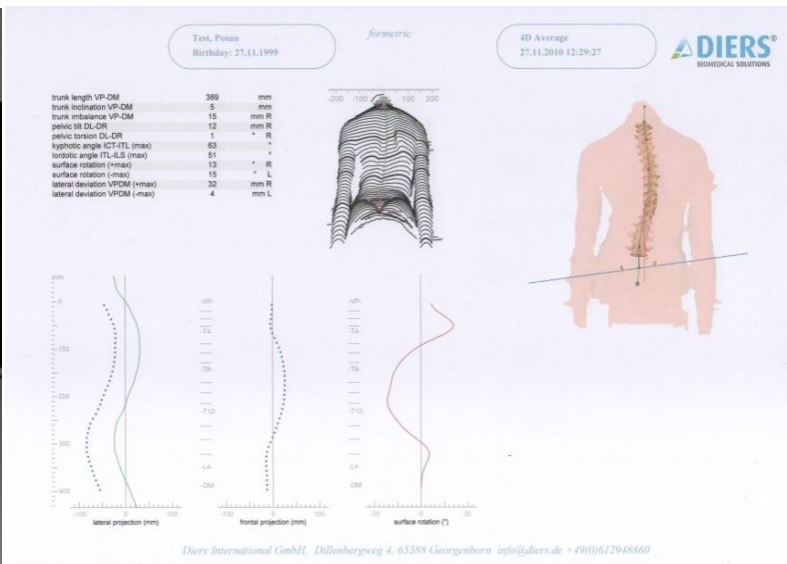 Test, Posan
Birthday: 27.11.1999
formetric
4D Average
27.11.2010 12:29:27
DIERS®
BIOMEDICAL SOLUTIONS
trunk length VP-DM 389 mm
trunk inclination VP-DM 5 mm
trunk imbalance VP-DM 15 mm R
pelvic tilt DL-DR 12 mm R
pelvic torsion DL-DR 1 ° R
kyphotic angle ICT-ITL (max) 63 °
lordotic angle ITL-ILS (max) 51 °
surface rotation (+max) 13 ° R
surface rotation (-max) 15 ° L
lateral deviation VPDM (+max) 32 mm R
lateral deviation VPDM (-max) 4 mm L
-200 -100 100 200
0
100
200
300
400
-100 0 100
lateral projection (mm)
-VP-
-T4-
-T8-
-T12-
-L4-
-DM-
-100 0 100
frontal projection (mm)
-VP-
-T4-
-T8-
-T12-
-L4-
-DM-
-20 0 20
surface rotation (°)
Diers International GmbH, Dillenbergweg 4, 65388 Georgenborn info@diers.de +49(0)612948860